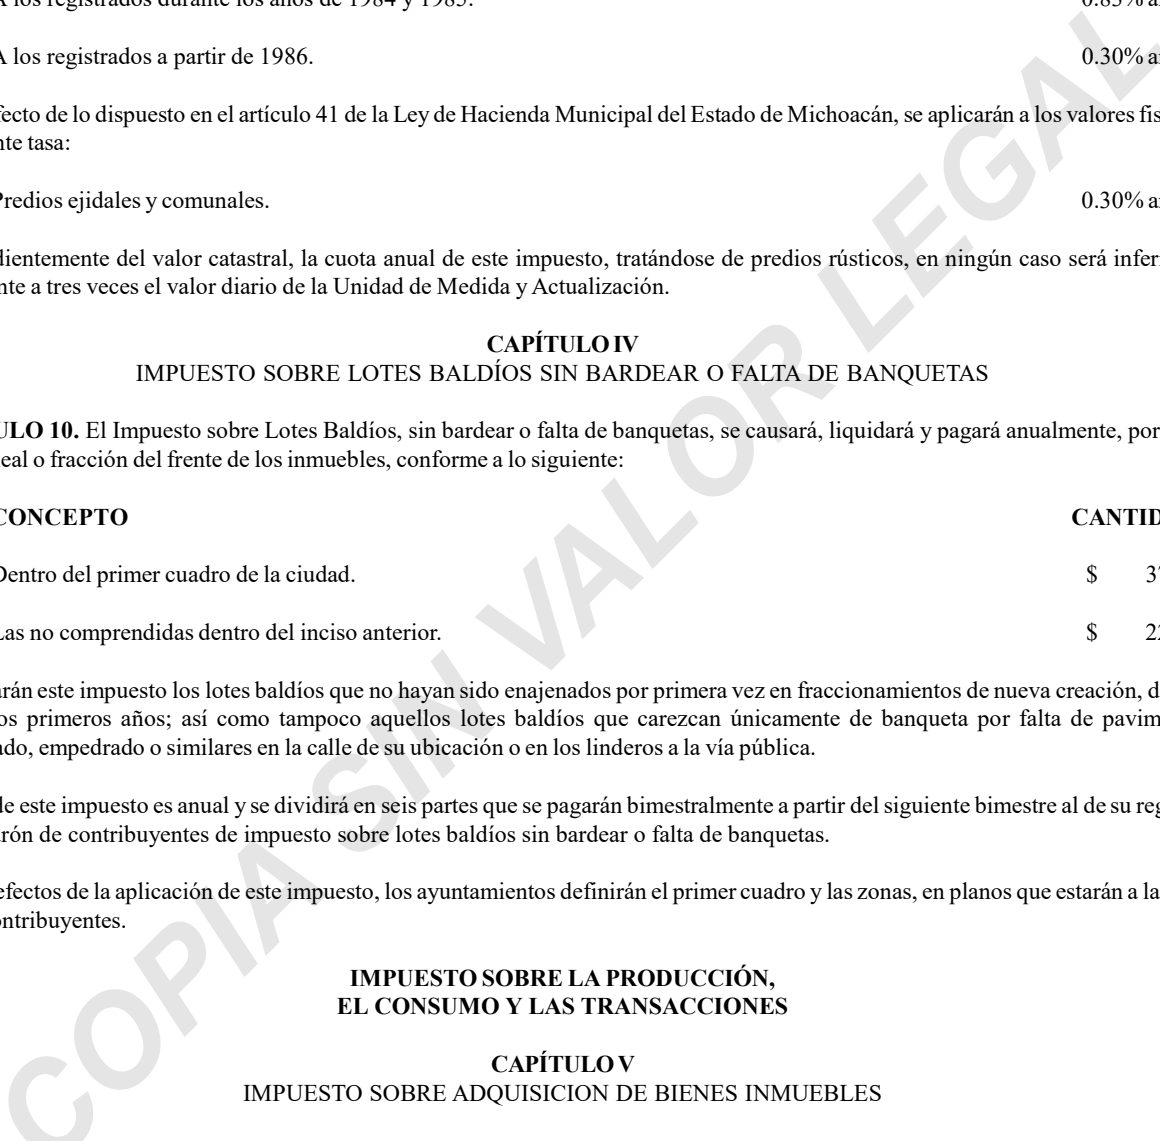 A los registrados durante los años de 1984 y 1985. 0.85% a
A los registrados a partir de 1986. 0.30% a
fecto de lo dispuesto en el artículo 41 de la Ley de Hacienda Municipal del Estado de Michoacán, se aplicarán a los valores fis
nte tasa:
Predios ejidales y comunales. 0.30% a
dientemente del valor catastral, la cuota anual de este impuesto, tratándose de predios rústicos, en ningún caso será infer
nte a tres veces el valor diario de la Unidad de Medida y Actualización.
CAPÍTULO IV
IMPUESTO SOBRE LOTES BALDÍOS SIN BARDEAR O FALTA DE BANQUETAS
ULO 10. El Impuesto sobre Lotes Baldíos, sin bardear o falta de banquetas, se causará, liquidará y pagará anualmente, por
eal o fracción del frente de los inmuebles, conforme a lo siguiente:
CONCEPTO CANTID
Dentro del primer cuadro de la ciudad. $ 37
Las no comprendidas dentro del inciso anterior. $ 22
arán este impuesto los lotes baldíos que no hayan sido enajenados por primera vez en fraccionamientos de nueva creación, d
os primeros años; así como tampoco aquellos lotes baldíos que carezcan únicamente de banqueta por falta de pavim
ado, empedrado o similares en la calle de su ubicación o en los linderos a la vía pública.
de este impuesto es anual y se dividirá en seis partes que se pagarán bimestralmente a partir del siguiente bimestre al de su reg
rón de contribuyentes de impuesto sobre lotes baldíos sin bardear o falta de banquetas.
efectos de la aplicación de este impuesto, los ayuntamientos definirán el primer cuadro y las zonas, en planos que estarán a la
ontribuyentes.
IMPUESTO SOBRE LA PRODUCCIÓN,
EL CONSUMO Y LAS TRANSACCIONES
CAPÍTULO V
IMPUESTO SOBRE ADQUISICION DE BIENES INMUEBLES
COPIA SIN VALOR LEGAL